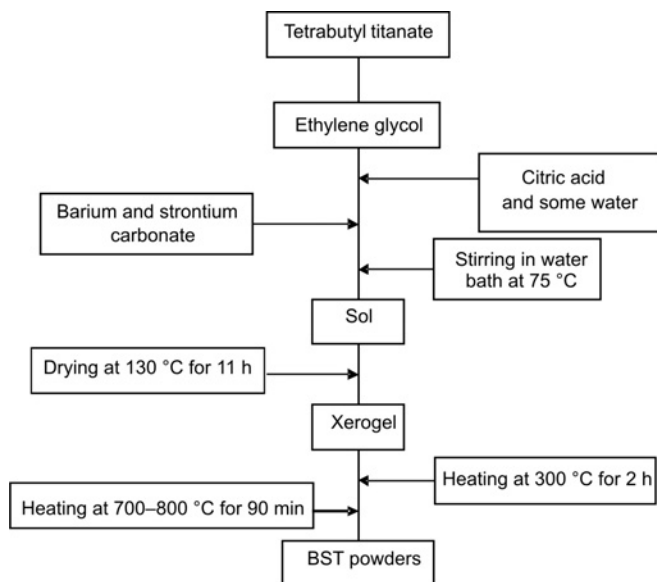 Tetrabutyl titanate
Ethylene glycol
Citric acid
and some water
Barium and strontium
carbonate
Stirring in water
bath at 75 °C
Sol
Drying at 130 °C for 11 h
Xerogel
Heating at 300 °C for 2 h
Heating at 700–800 °C for 90 min
BST powders